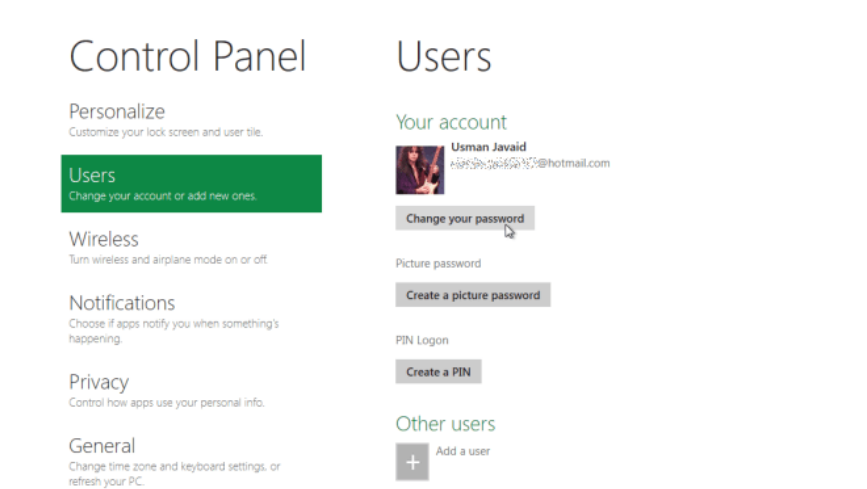 Control Panel
Personalize
Customize your lock screen and user tile.
Users
Change your account or add new ones.
Wireless
Turn wireless and airplane mode on or off
Notifications
Choose if apps notify you when something's
happening.
Privacy
Control how apps use your personal info.
General
Change time zone and keyboard settings, or
refresh your PC.
Users
Your account
Usman Javaid
@hotmail.com
Change your password
Picture password
Create a picture password
PIN Logon
Create a PIN
Other users
Add a user